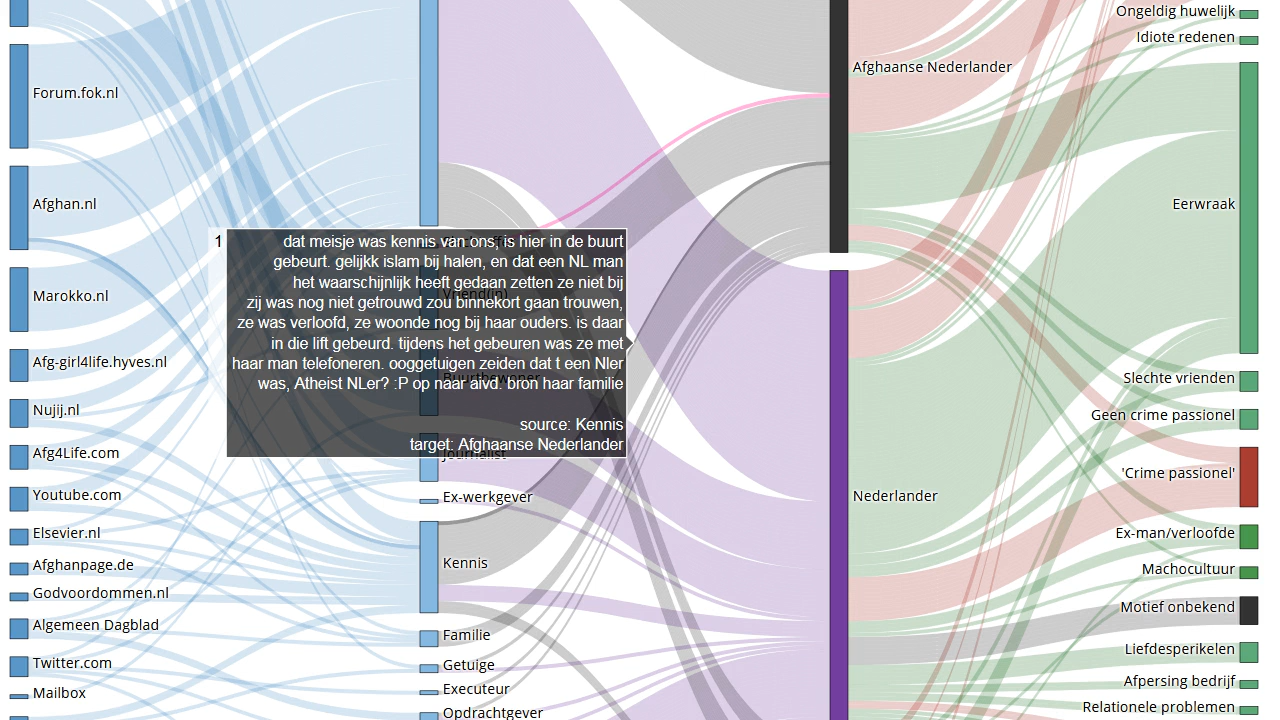 Forum.fok.nl
Afghan.nl
Marokko.nl
Afg-girl4life.hyves.nl
Nujij.nl
Afg4Life.com
Youtube.com
Elsevier.nl
Afghanpage.de
Godvoordommen.nl
Algemeen Dagblad
Twitter.com
Mailbox
1
dat meisje was kennis van ons, is hier in de buurt
gebeurt. gelijkk islam bij halen, en dat een NL man
het waarschijnlijk heeft gedaan zetten ze niet bij
zij was nog niet getrouwd zou binnekort gaan trouwen,
ze was verloofd, ze woonde nog bij haar ouders. is daar
in die lift gebeurd. tijdens het gebeuren was ze met
haar man telefoneren. ooggetuigen zeiden dat t een Nler
was, Atheist NLer? :P op naar aivd. bron haar familie
source: Kennis
target: Afghaanse Nederlander
Vriend(in)
Buurtbewoner
Journalist
Ex-werkgever
Kennis
Familie
Getuige
Executeur
Opdrachtgever
Afghaanse Nederlander
Nederlander
Ongeldig huwelijk
Idiote redenen
Eerwraak
Slechte vrienden
Geen crime passionel
'Crime passionel'
Ex-man/verloofde
Machocultuur
Motief onbekend
Liefdesperikelen
Afpersing bedrijf
Relationele problemen